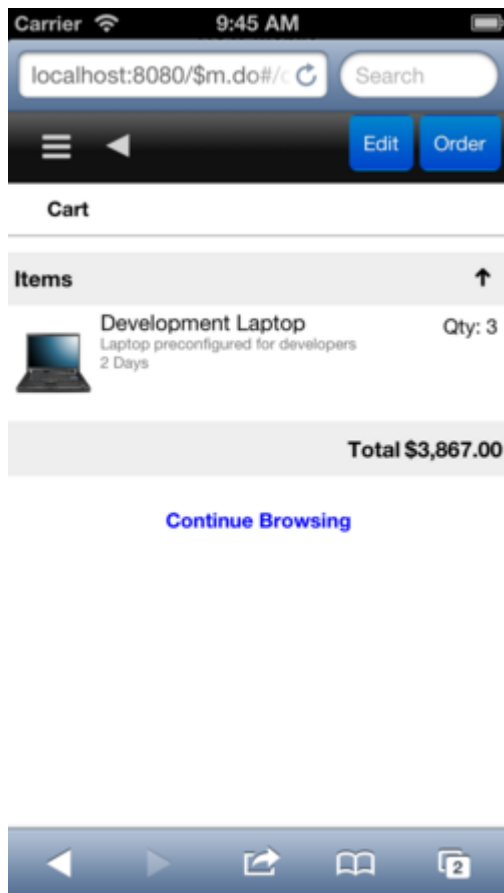 Carrier 9:45 AM
localhost:8080/$m.do#/ Search
Edit Order
Cart
Items
Development Laptop Qty: 3
Laptop preconfigured for developers
2 Days
Total $3,867.00
Continue Browsing
2